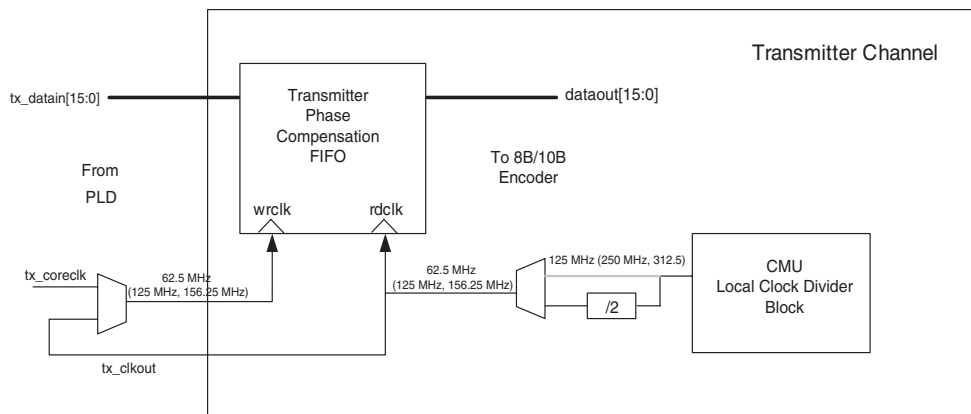 Transmitter Channel
tx_datain[15:0]
Transmitter
Phase
Compensation
FIFO
dataout[15:0]
From
PLD
To 8B/10B
Encoder
wrclk
rdclk
tx_coreclk
62.5 MHz
(125 MHz, 156.25 MHz)
62.5 MHz
(125 MHz, 156.25 MHz)
125 MHz (250 MHz, 312.5)
/2
CMU
Local Clock Divider
Block
tx_clkout